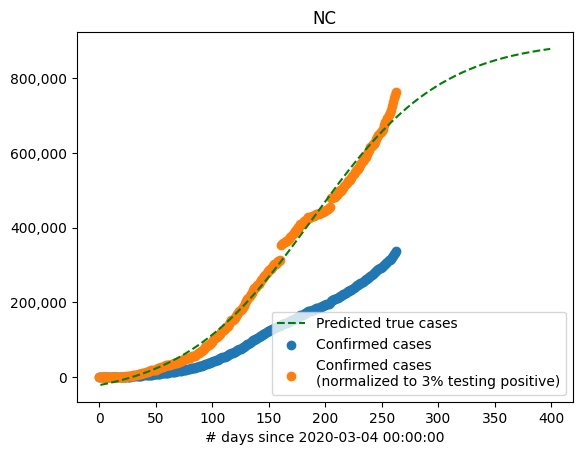 NC
800,000
600,000
400,000
200,000
0
Predicted true cases
Confirmed cases
Confirmed cases
(normalized to 3% testing positive)
0 50 100 150 200 250 300 350 400
# days since 2020-03-04 00:00:00